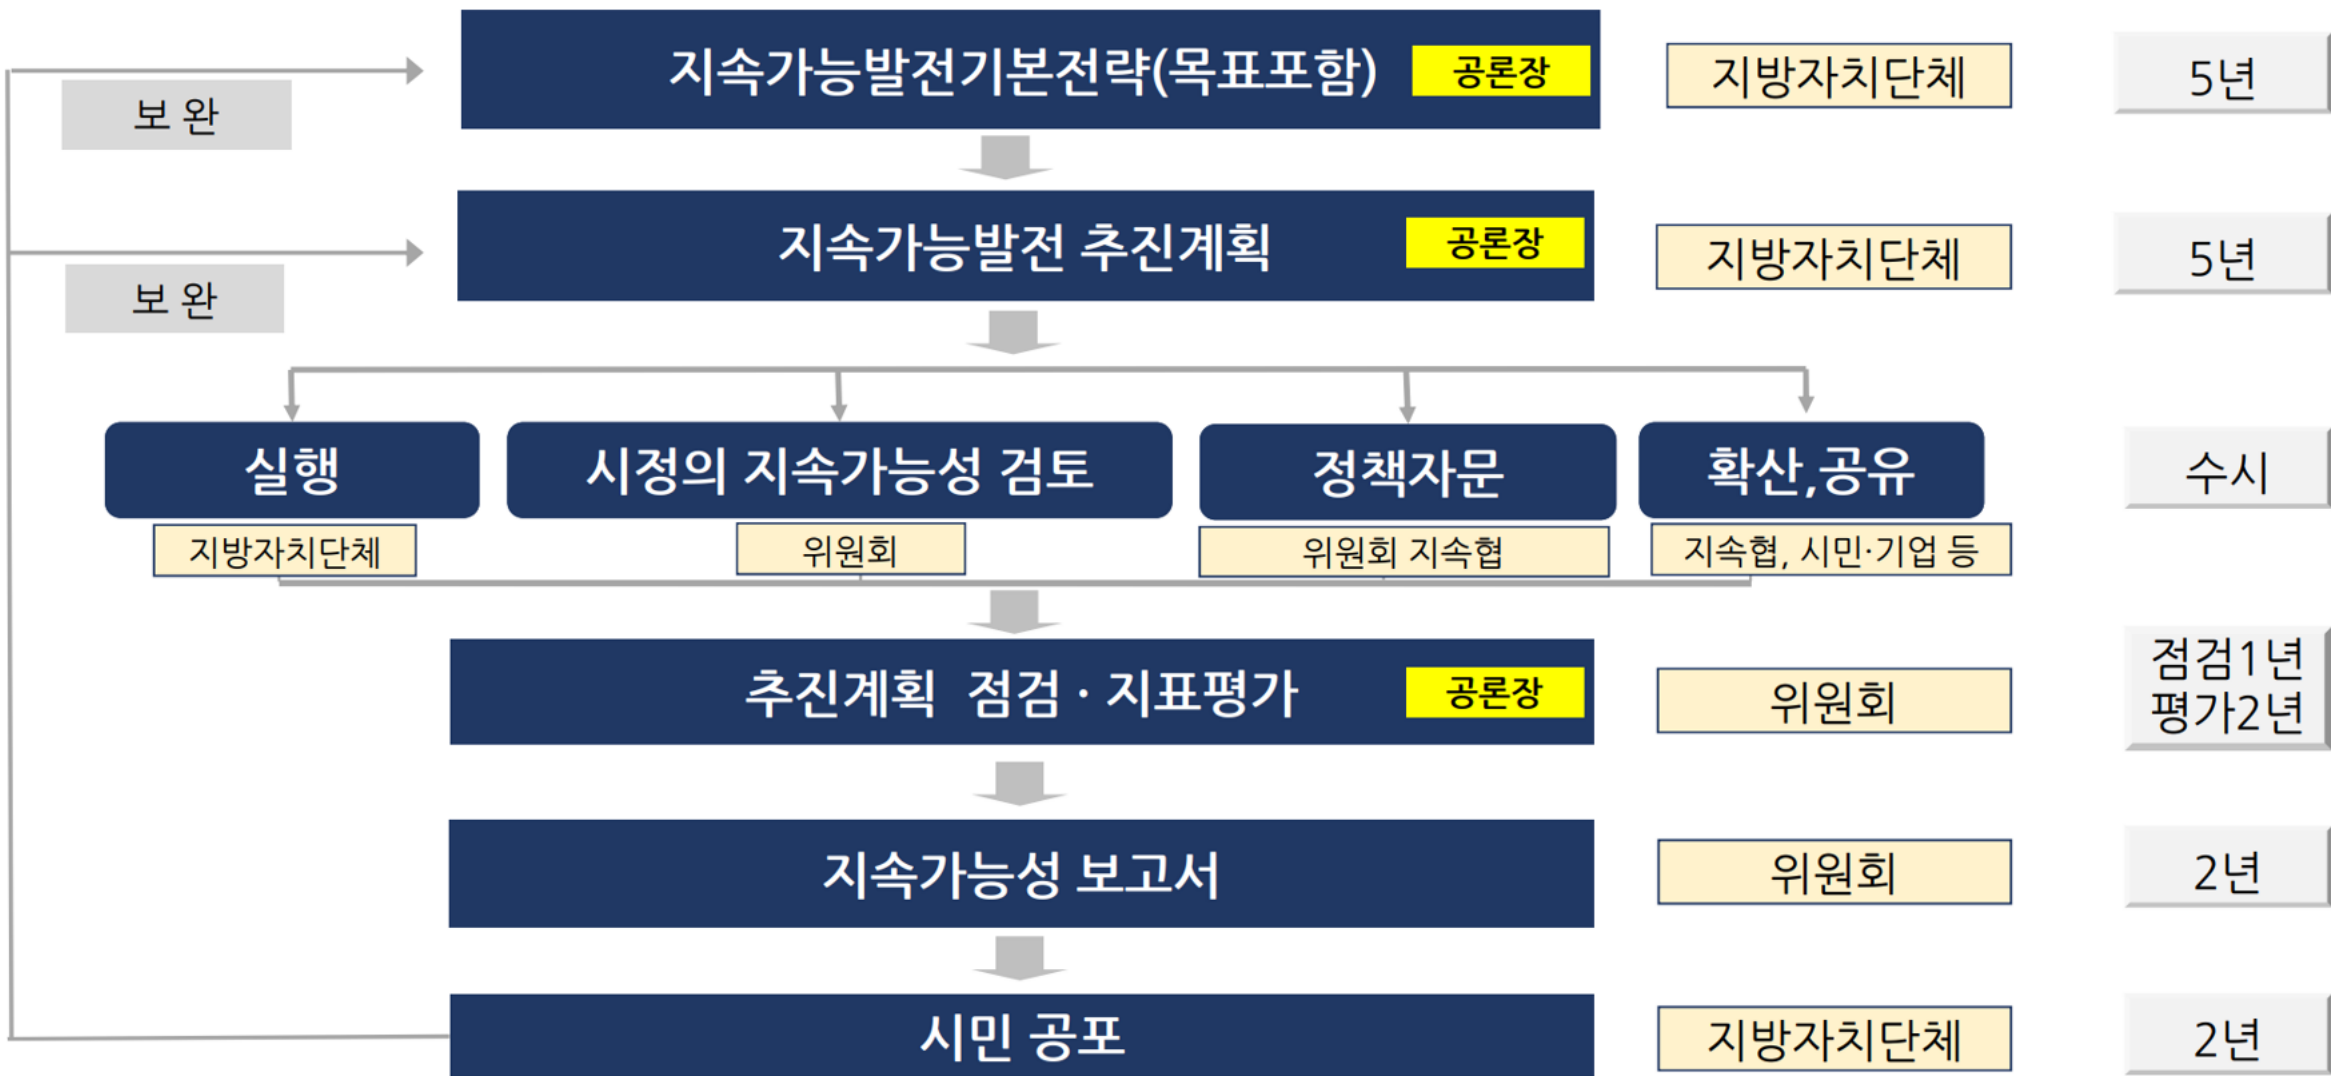 지속가능발전기본전략(목표포함) 공론장 지방자치단체 5년
보 완
지속가능발전 추진계획 공론장 지방자치단체 5년
보 완
실행 시정의 지속가능성 검토 정책자문 확산,공유 수시
지방자치단체 위원회 위원회 지속협 지속협, 시민·기업 등
추진계획 점검 · 지표평가 공론장 위원회 점검1년
평가2년
지속가능성 보고서 위원회 2년
시민 공포 지방자치단체 2년